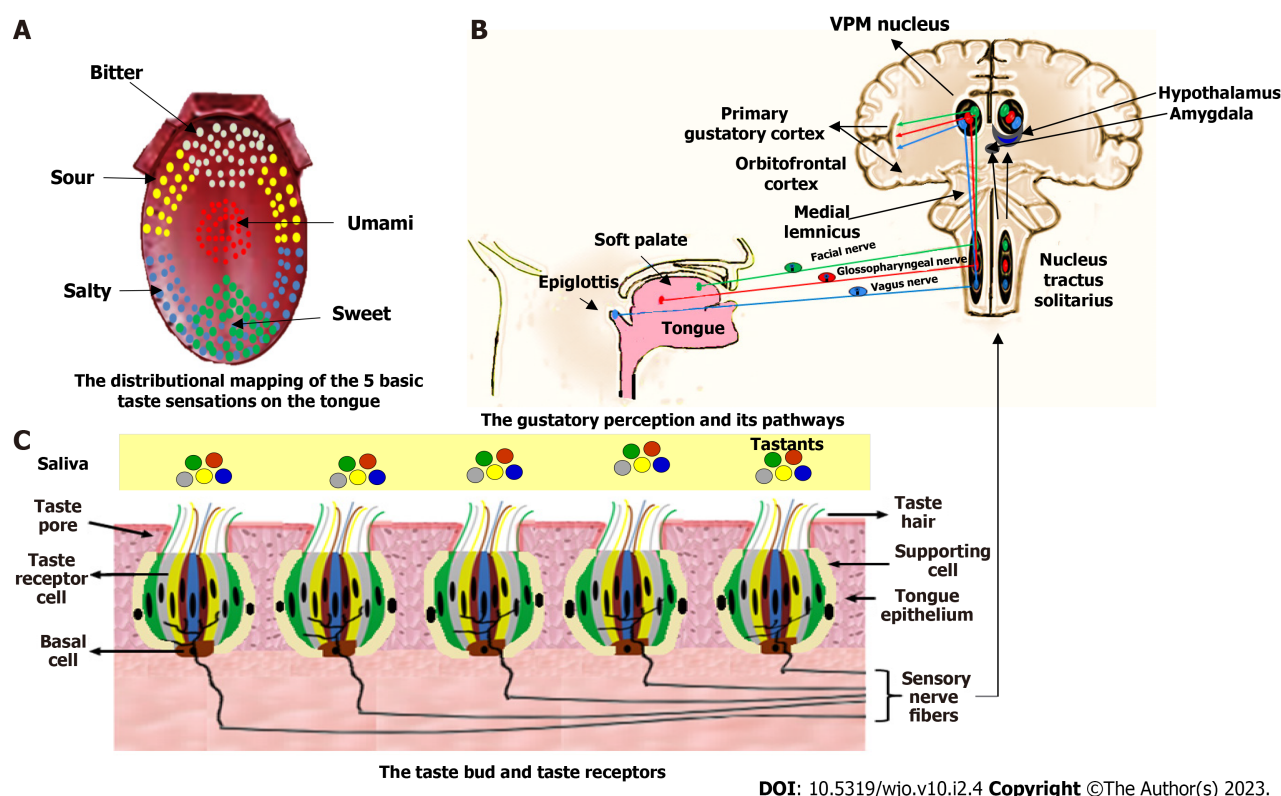 A
Bitter
Sour
Umami
Salty
Sweet
The distributional mapping of the 5 basic
taste sensations on the tongue
B
VPM nucleus
Hypothalamus
Amygdala
Primary
gustatory cortex
Orbitofrontal
cortex
Medial
lemnicus
Soft palate
Facial nerve
Glossopharyngeal nerve
Vagus nerve
Epiglottis
Tongue
Nucleus
tractus
solitarius
The gustatory perception and its pathways
C
Saliva
Tastants
Taste
pore
Taste
hair
Taste
receptor
cell
Supporting
cell
Tongue
epithelium
Basal
cell
Sensory
nerve
fibers
The taste bud and taste receptors
DOI: 10.5319/wjo.v10.i2.4 Copyright ©The Author(s) 2023.